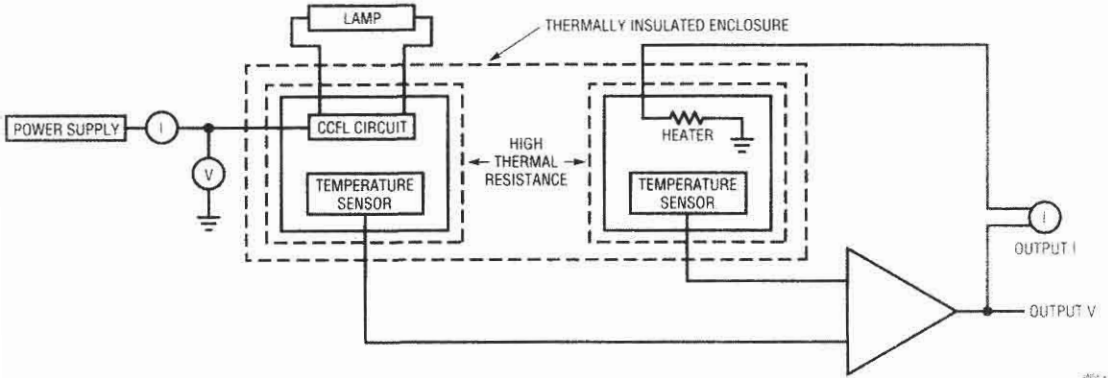 LAMP
THERMALLY INSULATED ENCLOSURE
POWER SUPPLY
I
CCFL CIRCUIT
HEATER
V
HIGH
THERMAL
RESISTANCE
TEMPERATURE
SENSOR
TEMPERATURE
SENSOR
I
OUTPUT I
OUTPUT V